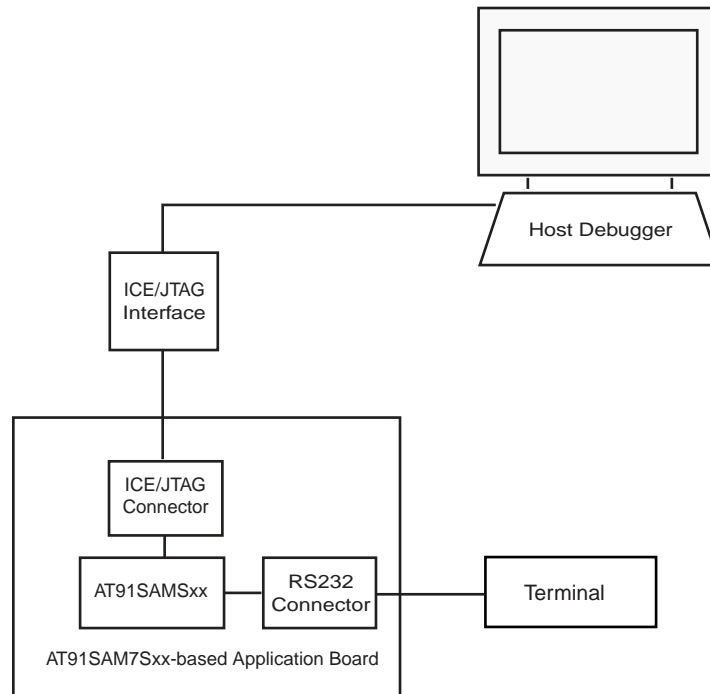 Host Debugger
ICE/JTAG
Interface
ICE/JTAG
Connector
AT91SAMSxx
RS232
Connector
Terminal
AT91SAM7Sxx-based Application Board